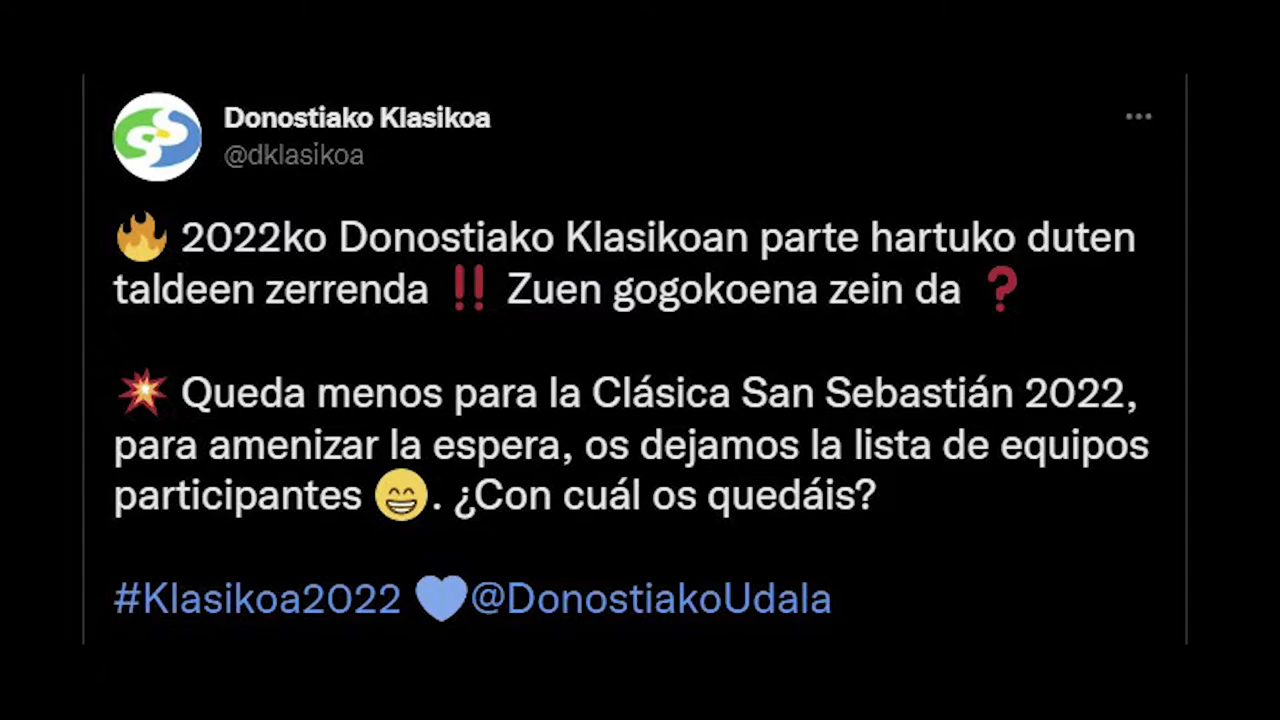 Donostiako Klasikoa
@dklasikoa
🔥 2022ko Donostiako Klasikoan parte hartuko duten
taldeen zerrenda ‼️ Zuen gogokoena zein da ❓
💥 Queda menos para la Clásica San Sebastián 2022,
para amenizar la espera, os dejamos la lista de equipos
participantes 😁. ¿Con cuál os quedáis?
#Klasikoa2022 💙@DonostiakoUdala